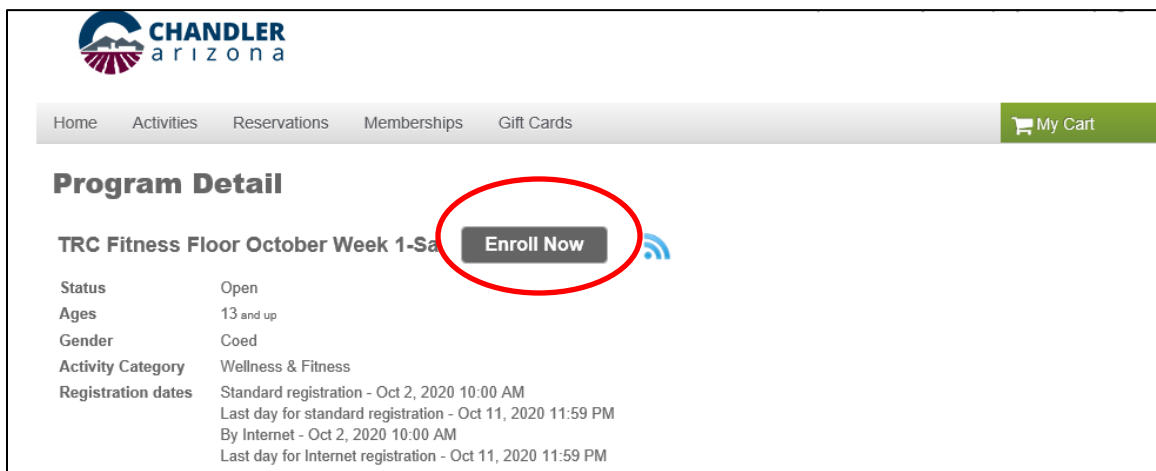 CHANDLER
arizona
Home Activities Reservations Memberships Gift Cards My Cart
Program Detail
TRC Fitness Floor October Week 1-Sa Enroll Now
Status Open
Ages 13 and up
Gender Coed
Activity Category Wellness & Fitness
Registration dates Standard registration - Oct 2, 2020 10:00 AM
Last day for standard registration - Oct 11, 2020 11:59 PM
By Internet - Oct 2, 2020 10:00 AM
Last day for Internet registration - Oct 11, 2020 11:59 PM